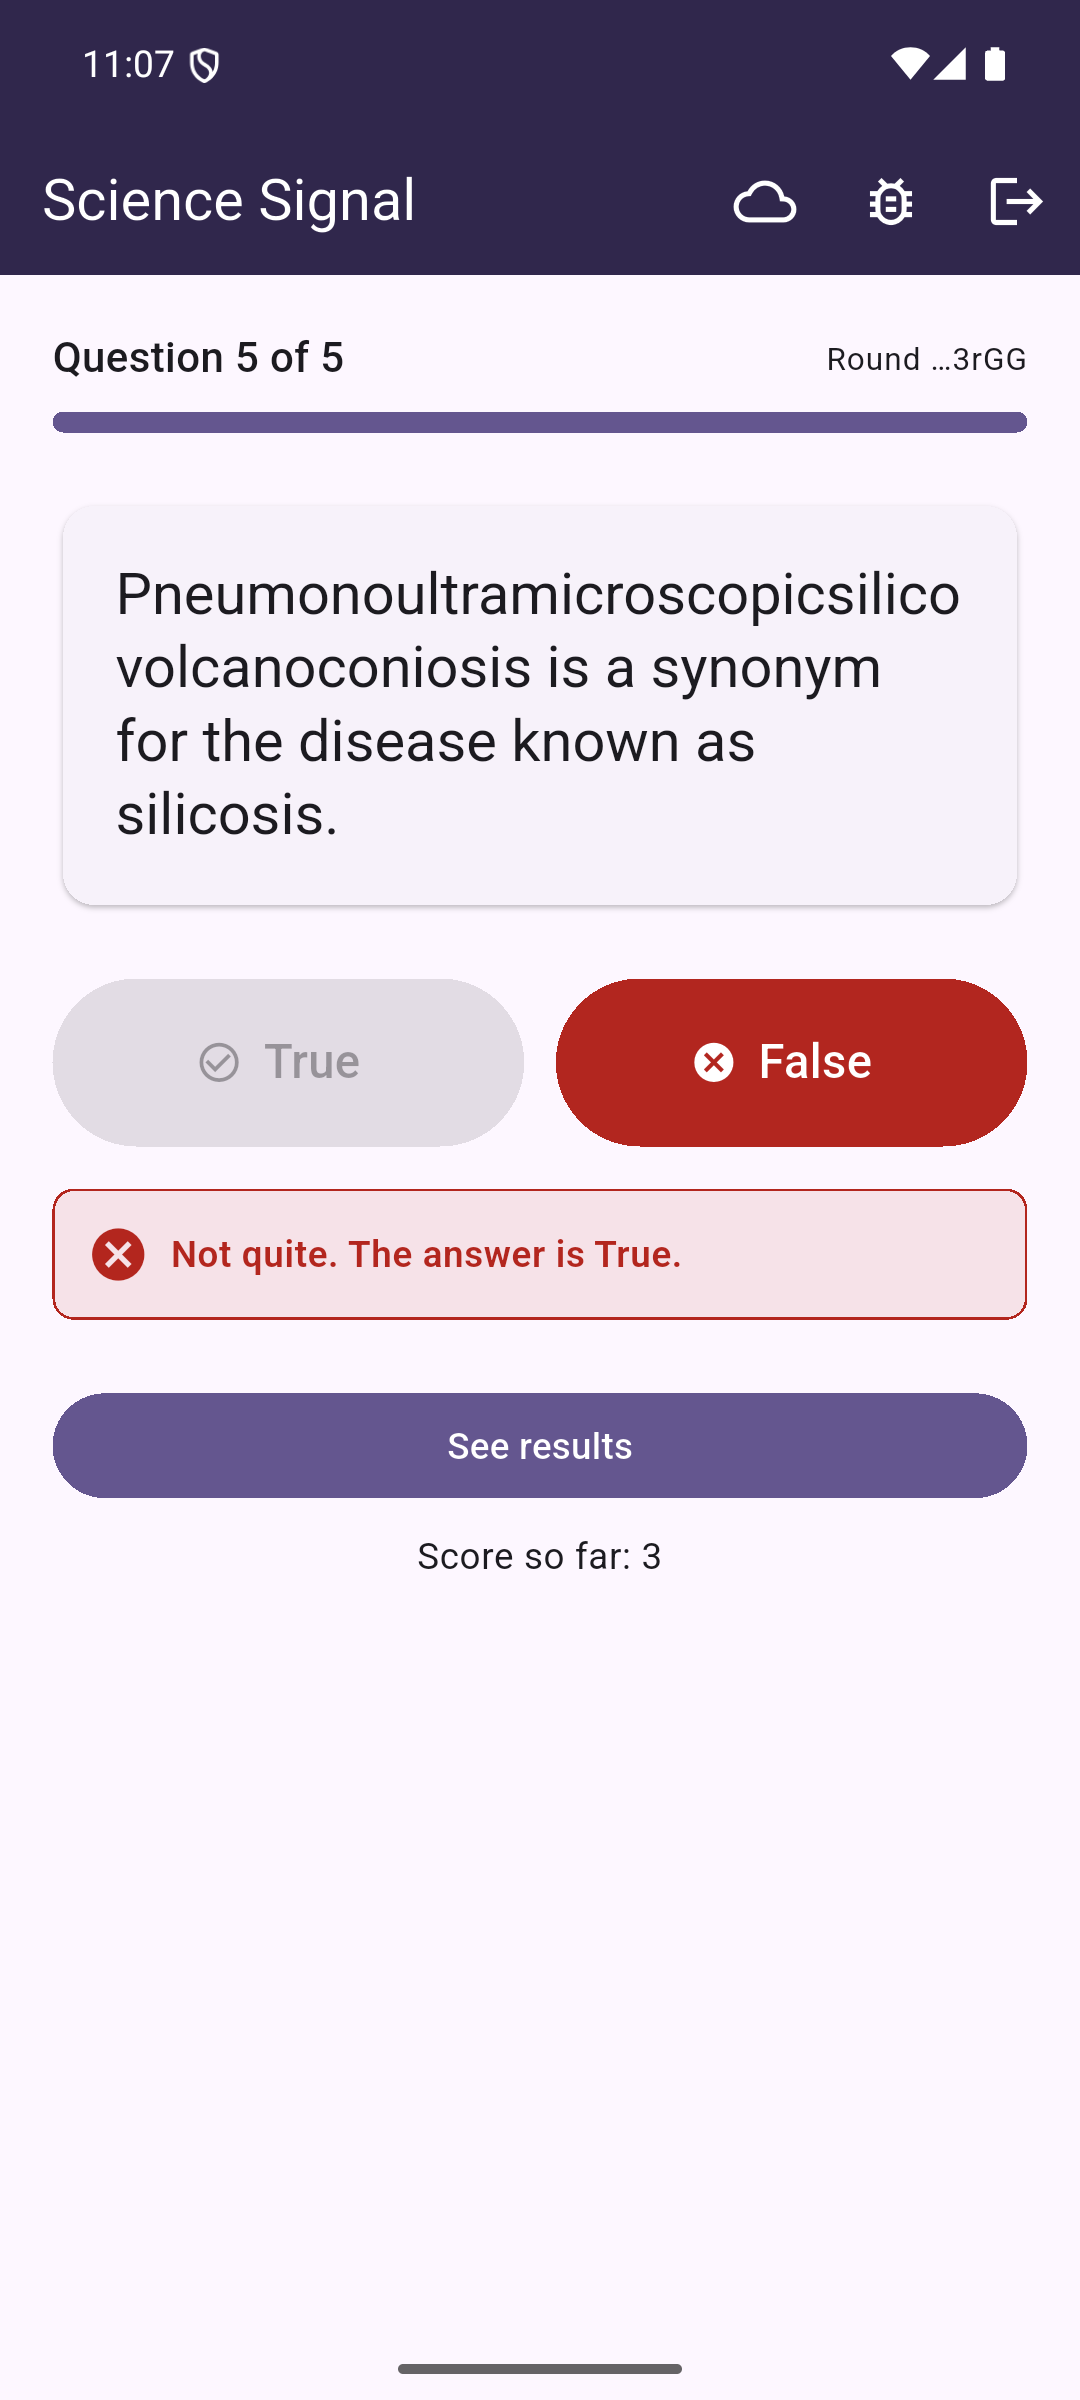 11:07
Science Signal
Question 5 of 5
Round ...3rGG
Pneumonoultramicroscopicsilico
volcanoconiosis is a synonym
for the disease known as
silicosis.
True
False
Not quite. The answer is True.
See results
Score so far: 3